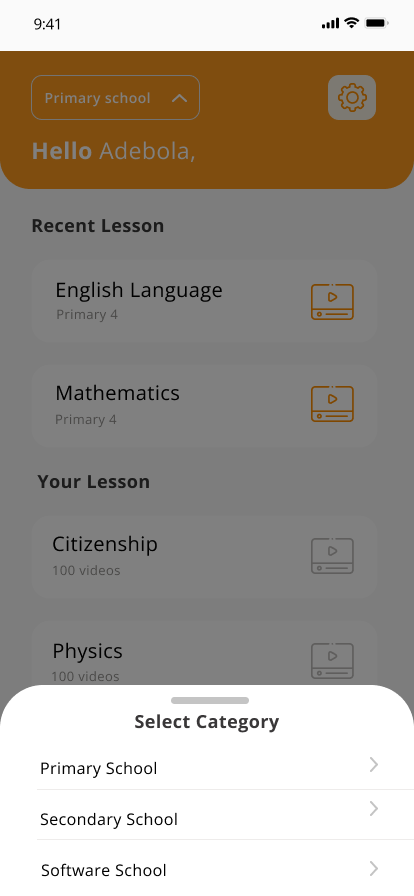 9:41
Primary school
Hello Adebola,
Recent Lesson
English Language
Primary 4
Mathematics
Primary 4
Your Lesson
Citizenship
100 videos
Physics
100 videos
Select Category
Primary School
Secondary School
Software School